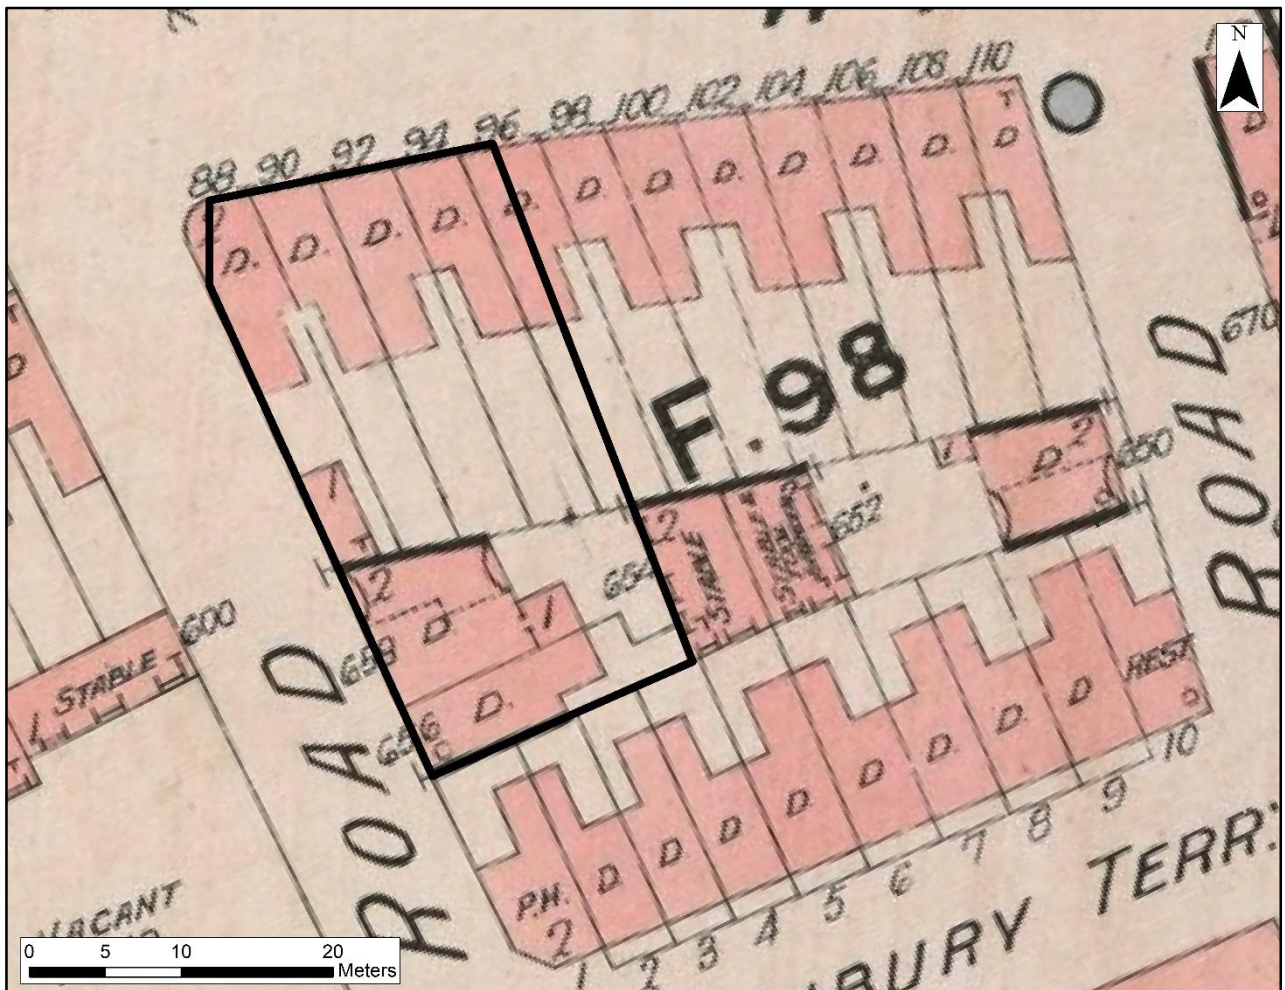 N
88 90 92 94 96 98 100 102 104 106 108 110
2
T
D. D. D. D. D. D. D. D. D. D. D. D
D
T
D
F.98
670
ROAD
1
T
2
D
1
658
656
D.
654
2
STABLE
652
1
D. 2
650
600
STABLE
1
T
ROAD
VACANT
P.H.
2
D D. D D D D. D. D
REST
1 2 3 4 5 6 7 8 9 10
BURY TERR.
0 5 10 20
Meters